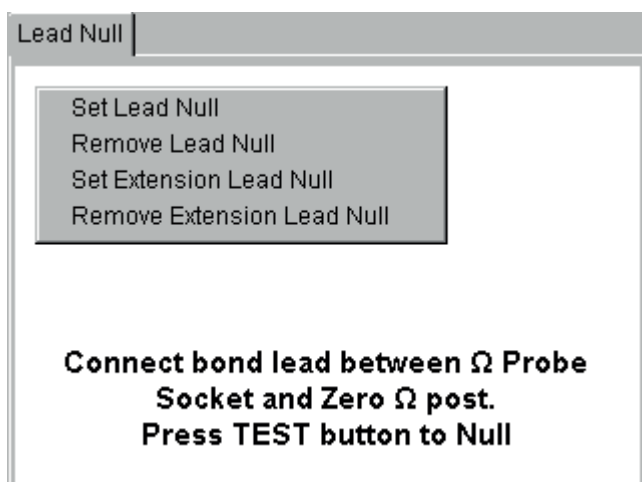 Lead Null
Set Lead Null
Remove Lead Null
Set Extension Lead Null
Remove Extension Lead Null
Connect bond lead between Ω Probe
Socket and Zero Ω post.
Press TEST button to Null